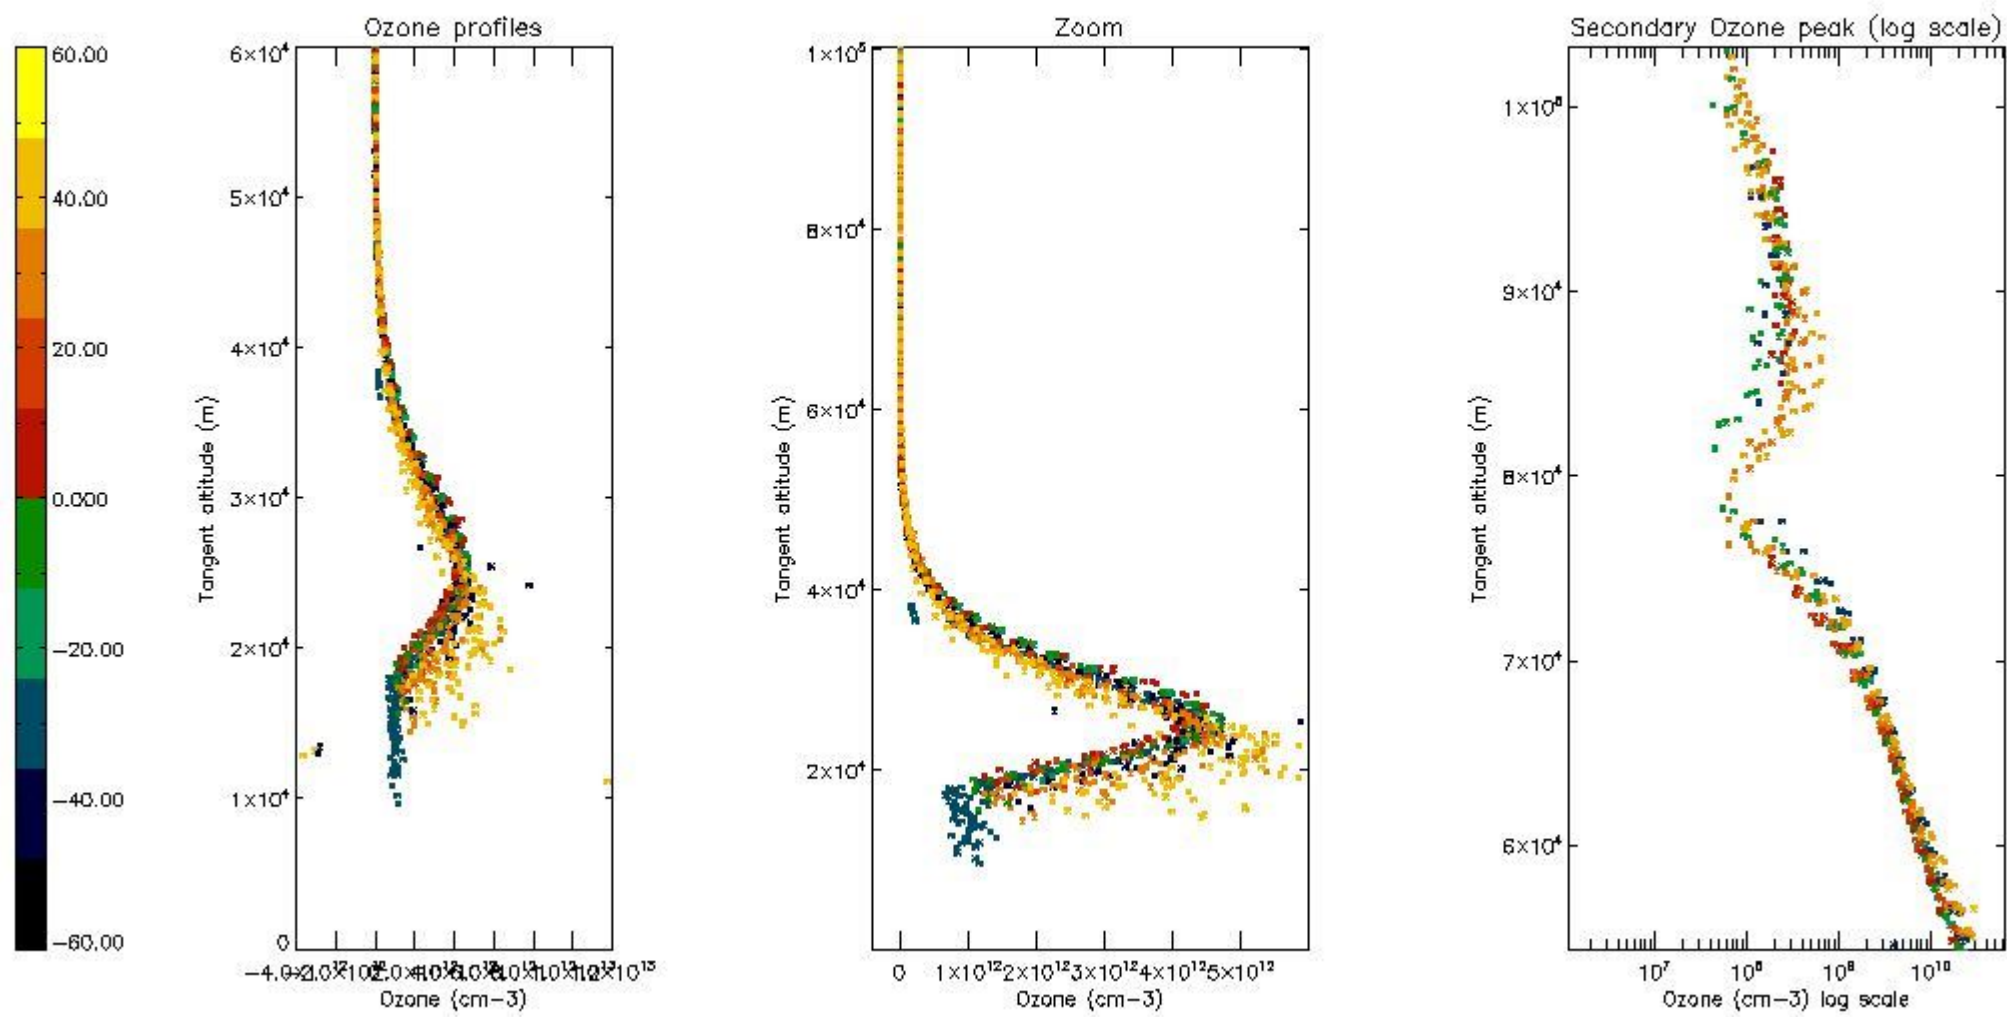 Ozone profiles
Zoom
Secondary Ozone peak (log scale)
60.00
40.00
20.00
0.000
−20.00
−40.00
−60.00
6×10⁴
5×10⁴
4×10⁴
3×10⁴
2×10⁴
1×10⁴
0
Tangent altitude (m)
Ozone (cm−3)
1×10⁵
8×10⁴
6×10⁴
4×10⁴
2×10⁴
Tangent altitude (m)
0 1×10¹² 2×10¹² 3×10¹² 4×10¹² 5×10¹²
Ozone (cm−3)
1×10⁵
9×10⁴
8×10⁴
7×10⁴
6×10⁴
Tangent altitude (m)
10⁷ 10⁸ 10⁹ 10¹⁰
Ozone (cm−3) log scale